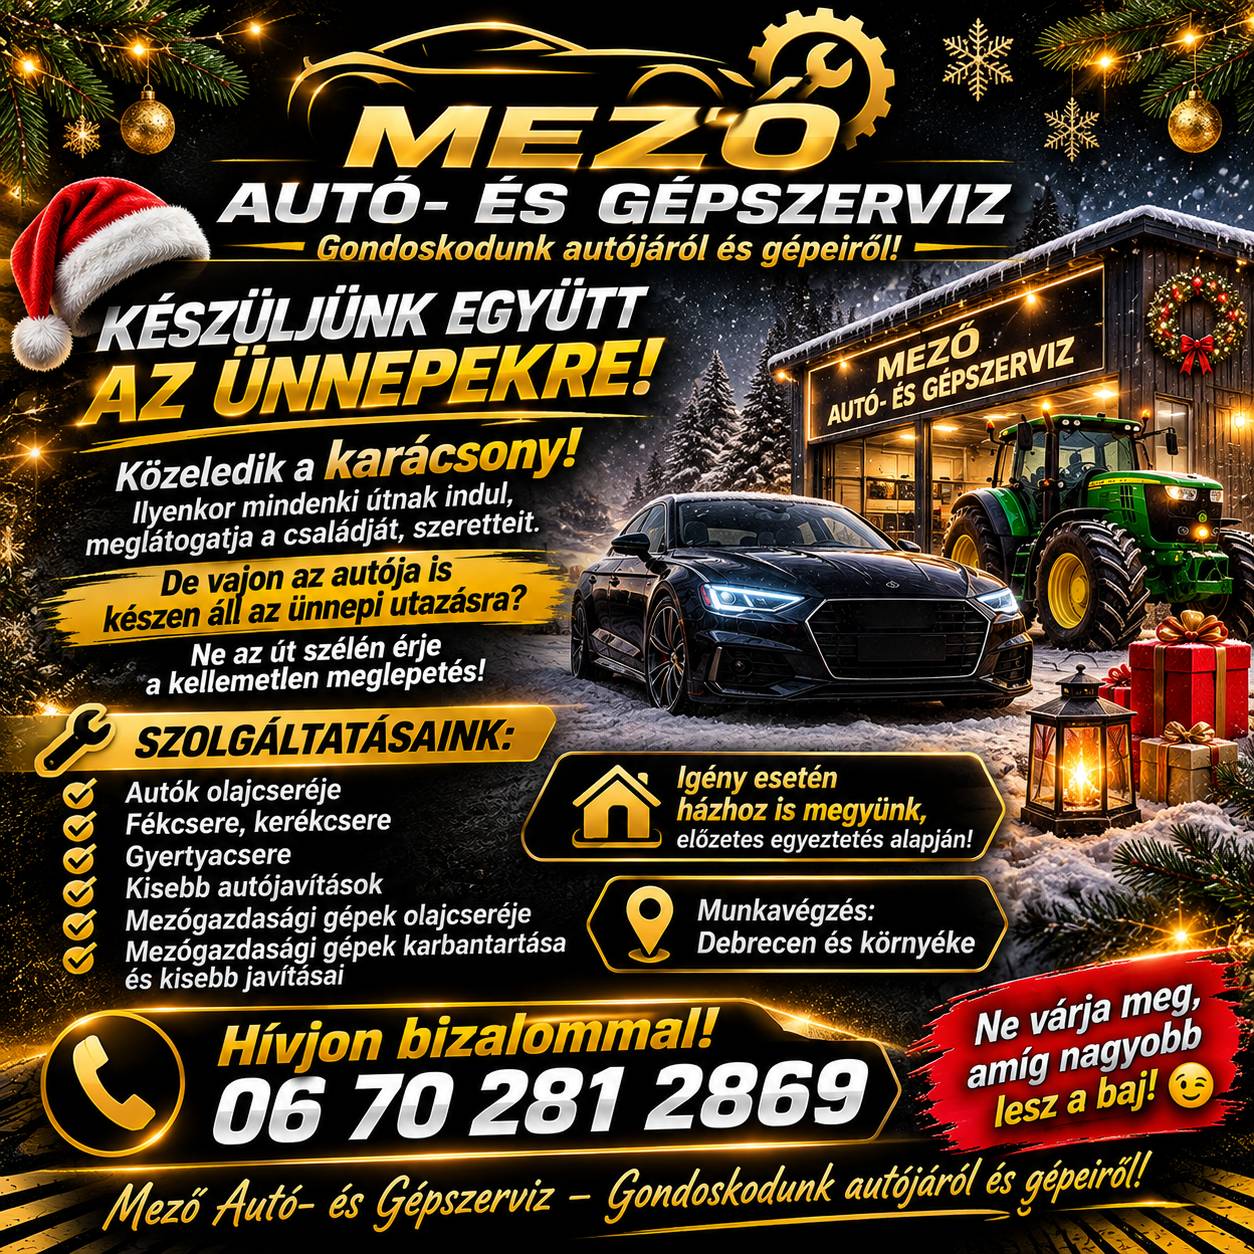 MEZŐ
AUTÓ- ÉS GÉPSZERVIZ
Gondoskodunk autójáról és gépeiről!
KÉSZÜLJÜNK EGYÜTT
AZ ÜNNEPEKRE!
Közeledik a karácsony!
Ilyenkor mindenki útnak indul,
meglátogatja a családját, szeretteit.
De vajon az autója is
készen áll az ünnepi utazásra?
Ne az út szélén érje
a kellemetlen meglepetés!
MEZŐ
AUTÓ- ÉS GÉPSZERVIZ
SZOLGÁLTATÁSAINK:
Autók olajcseréje
Fékcsere, kerékcsere
Gyertyacsere
Kisebb autójavítások
Mezőgazdasági gépek olajcseréje
Mezőgazdasági gépek karbantartása
és kisebb javításai
Igény esetén
házhoz is megyünk,
előzetes egyeztetés alapján!
Munkavégzés:
Debrecen és környéke
Hívjon bizalommal!
06 70 281 2869
Ne várja meg,
amíg nagyobb
lesz a baj! 😉
Mező Autó- és Gépszerviz – Gondoskodunk autójáról és gépeiről!